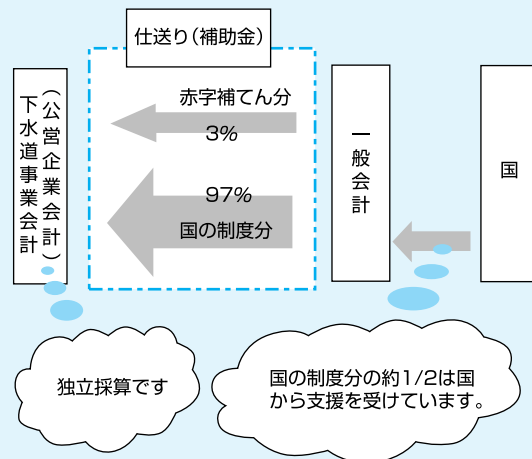 仕送り（補助金）
（公営企業会計）
下水道事業会計
赤字補てん分
3%
97%
国の制度分
一般会計
国
独立採算です
国の制度分の約1/2は国
から支援を受けています。